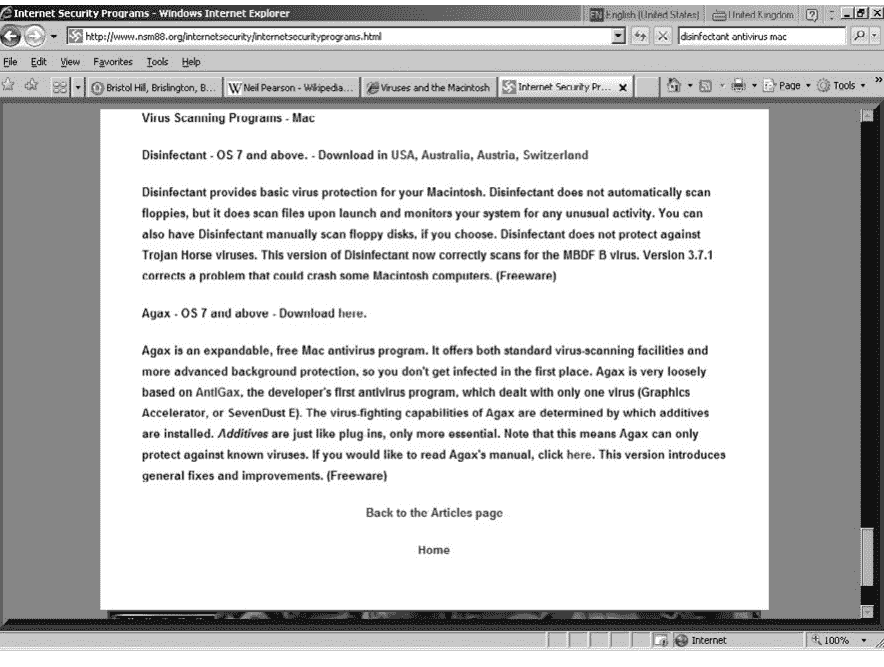 Internet Security Programs - Windows Internet Explorer
EN English (United States) United Kingdom
http://www.nsm88.org/internetsecurity/internetsecurityprograms.html
disinfectant antivirus mac
File Edit View Favorites Tools Help
Bristol Hill, Brislington, B... W Neil Pearson - Wikipedia... Viruses and the Macintosh Internet Security Pr... Page Tools
Virus Scanning Programs - Mac
Disinfectant - OS 7 and above. - Download in USA, Australia, Austria, Switzerland
Disinfectant provides basic virus protection for your Macintosh. Disinfectant does not automatically scan
floppies, but it does scan files upon launch and monitors your system for any unusual activity. You can
also have Disinfectant manually scan floppy disks, if you choose. Disinfectant does not protect against
Trojan Horse viruses. This version of Disinfectant now correctly scans for the MBDF B virus. Version 3.7.1
corrects a problem that could crash some Macintosh computers. (Freeware)
Agax - OS 7 and above - Download here.
Agax is an expandable, free Mac antivirus program. It offers both standard virus-scanning facilities and
more advanced background protection, so you don't get infected in the first place. Agax is very loosely
based on AntiGax, the developer's first antivirus program, which dealt with only one virus (Graphics
Accelerator, or SevenDust E). The virus-fighting capabilities of Agax are determined by which additives
are installed. Additives are just like plug ins, only more essential. Note that this means Agax can only
protect against known viruses. If you would like to read Agax's manual, click here. This version introduces
general fixes and improvements. (Freeware)
Back to the Articles page
Home
Internet 100%